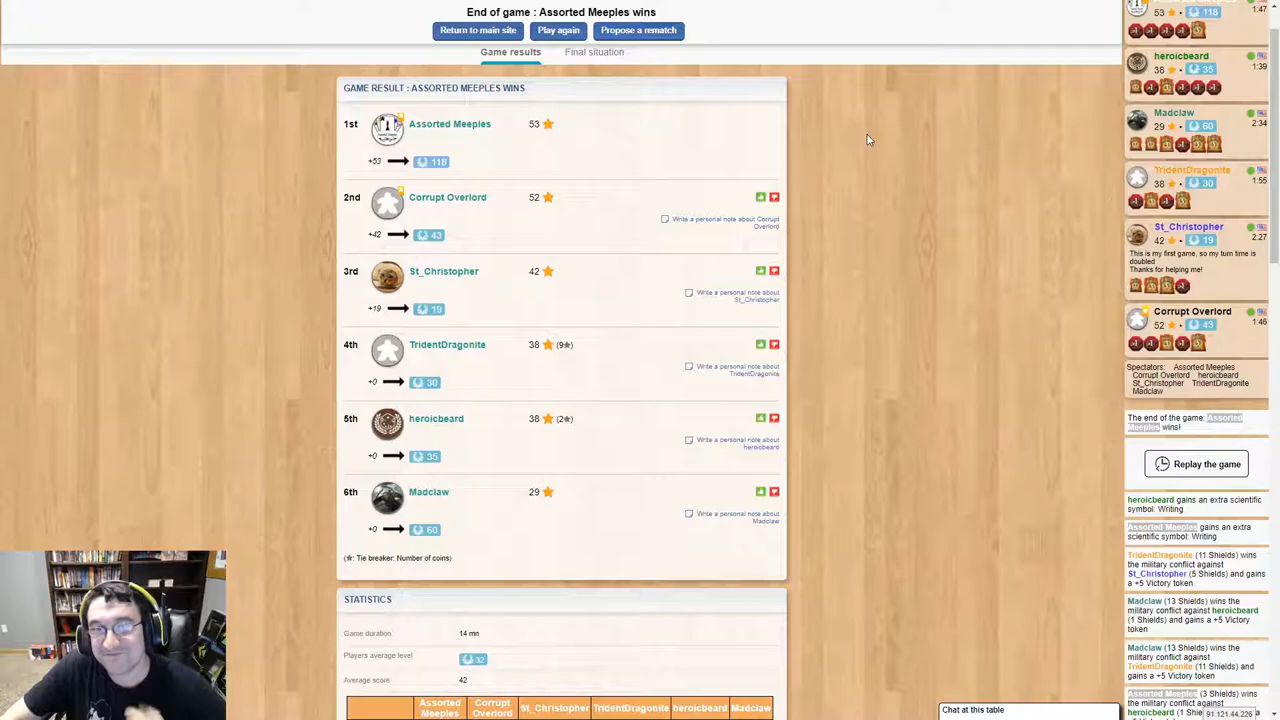 End of game : Assorted Meeples wins
Return to main site
Play again
Propose a rematch
Game results
Final situation
GAME RESULT : ASSORTED MEEPLES WINS
1st
Assorted Meeples
53
+53
118
2nd
Corrupt Overlord
52
Write a personal note about Corrupt
Overlord
+42
43
3rd
St_Christopher
42
Write a personal note about
St_Christopher
+19
19
4th
TridentDragonite
38
(9★)
Write a personal note about
TridentDragonite
+0
30
5th
heroicbeard
38
(2★)
Write a personal note about
heroicbeard
+0
35
6th
Madclaw
29
Write a personal note about
Madclaw
+0
60
(★: Tie breaker: Number of coins)
STATISTICS
Game duration
14 mn
Players average level
32
Average score
42
Assorted Meeples
Corrupt Overlord
St_Christopher
TridentDragonite
heroicbeard
Madclaw
53
118
1:47
heroicbeard
38
35
1:39
Madclaw
29
60
2:34
TridentDragonite
38
30
1:55
St_Christopher
42
19
2:27
This is my first game, so my turn time is
doubled
Thanks for helping me!
Corrupt Overlord
52
43
1:46
Spectators: Assorted Meeples
Corrupt Overlord heroicbeard
St_Christopher TridentDragonite
Madclaw
The end of the game: Assorted
Meeples wins!
Replay the game
heroicbeard gains an extra scientific
symbol: Writing
Assorted Meeples gains an extra
scientific symbol: Writing
TridentDragonite (11 Shields) wins
the military conflict against
St_Christopher (5 Shields) and gains
a +5 Victory token
Madclaw (13 Shields) wins the
military conflict against heroicbeard
(1 Shields) and gains a +5 Victory
token
Madclaw (13 Shields) wins the
military conflict against
TridentDragonite (11 Shields) and
gains a +5 Victory token
Assorted Meeples (3 Shields) wins
the military conflict against
heroicbeard (1
Chat at this table